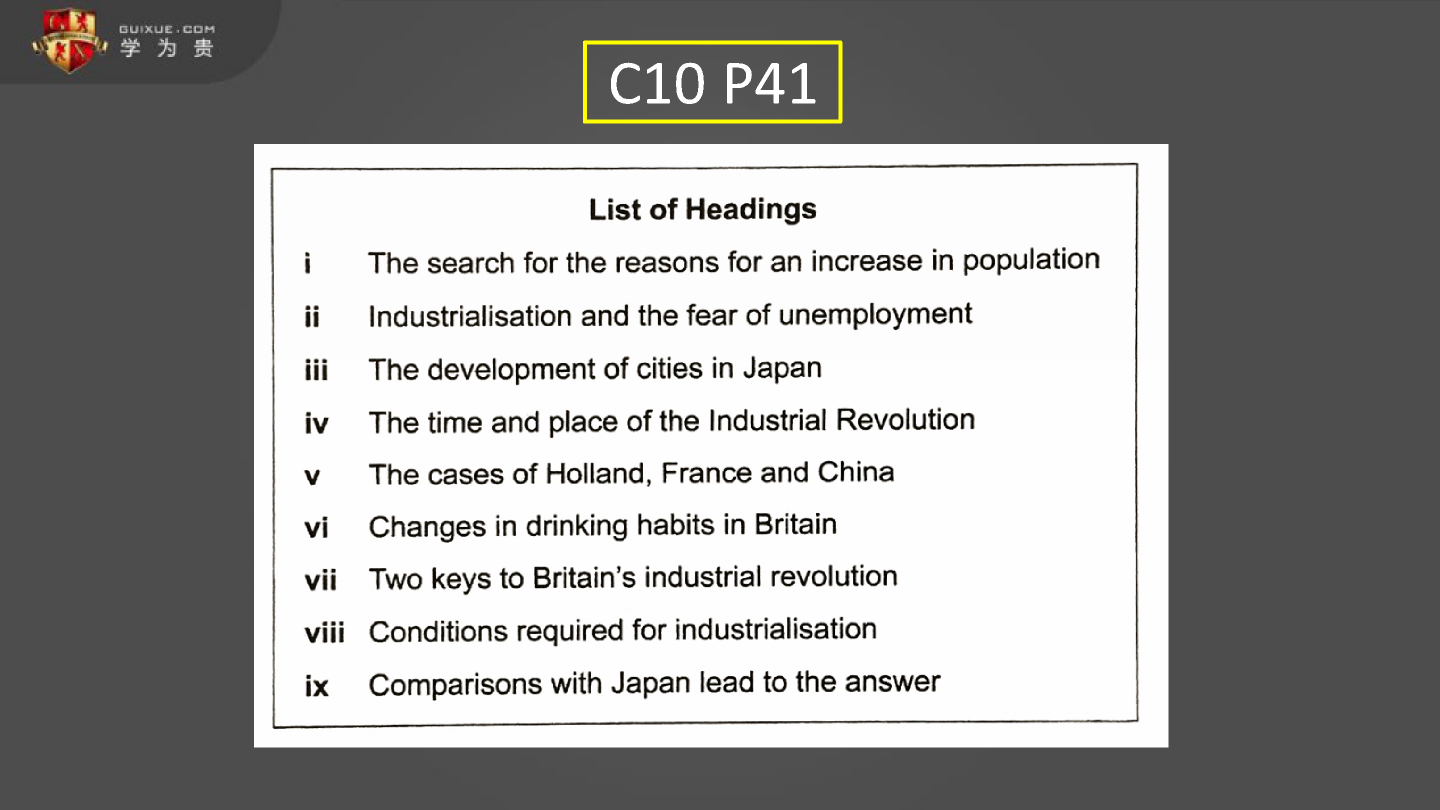 GUIXUE.COM
学为贵
C10 P41
List of Headings
i The search for the reasons for an increase in population
ii Industrialisation and the fear of unemployment
iii The development of cities in Japan
iv The time and place of the Industrial Revolution
v The cases of Holland, France and China
vi Changes in drinking habits in Britain
vii Two keys to Britain's industrial revolution
viii Conditions required for industrialisation
ix Comparisons with Japan lead to the answer